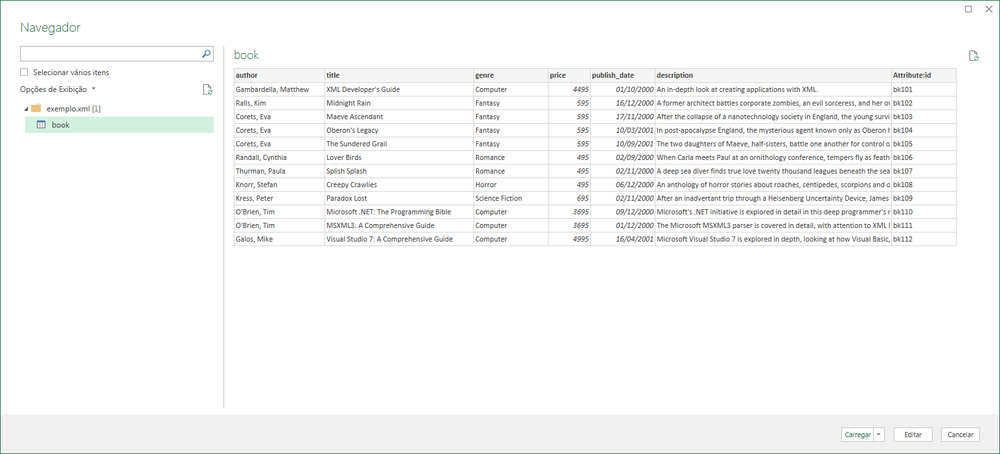 Navegador
Selecionar vários itens
Opções de Exibição
exemplo.xml [1]
book
book
author title genre price publish_date description Attribute:id
Gambardella, Matthew XML Developer's Guide Computer 4495 01/10/2000 An in-depth look at creating applications with XML. bk101
Ralls, Kim Midnight Rain Fantasy 595 16/12/2000 A former architect battles corporate zombies, an evil sorceress, and her bk102
Corets, Eva Maeve Ascendant Fantasy 595 17/11/2000 After the collapse of a nanotechnology society in England, the young survi bk103
Corets, Eva Oberon's Legacy Fantasy 595 10/03/2001 In post-apocalypse England, the mysterious agent known only as Oberon bk104
Corets, Eva The Sundered Grail Fantasy 595 10/09/2001 The two daughters of Maeve, half-sisters, battle one another for control o bk105
Randall, Cynthia Lover Birds Romance 495 02/09/2000 When Carla meets Paul at an ornithology conference, tempers fly as feath bk106
Thurman, Paula Splish Splash Romance 495 02/11/2000 A deep sea diver finds true love twenty thousand leagues beneath the sea bk107
Knorr, Stefan Creepy Crawlies Horror 495 06/12/2000 An anthology of horror stories about roaches, centipedes, scorpions and bk108
Kress, Peter Paradox Lost Science Fiction 695 02/11/2000 After an inadvertant trip through a Heisenberg Uncertainty Device, James bk109
O'Brien, Tim Microsoft .NET: The Programming Bible Computer 3695 09/12/2000 Microsoft's .NET initiative is explored in detail in this deep programmer's bk110
O'Brien, Tim MSXML3: A Comprehensive Guide Computer 3695 01/12/2000 The Microsoft MSXML3 parser is covered in detail, with attention to XML bk111
Galos, Mike Visual Studio 7: A Comprehensive Guide Computer 4995 16/04/2001 Microsoft Visual Studio 7 is explored in depth, looking at how Visual Basic, bk112
Carregar Editar Cancelar